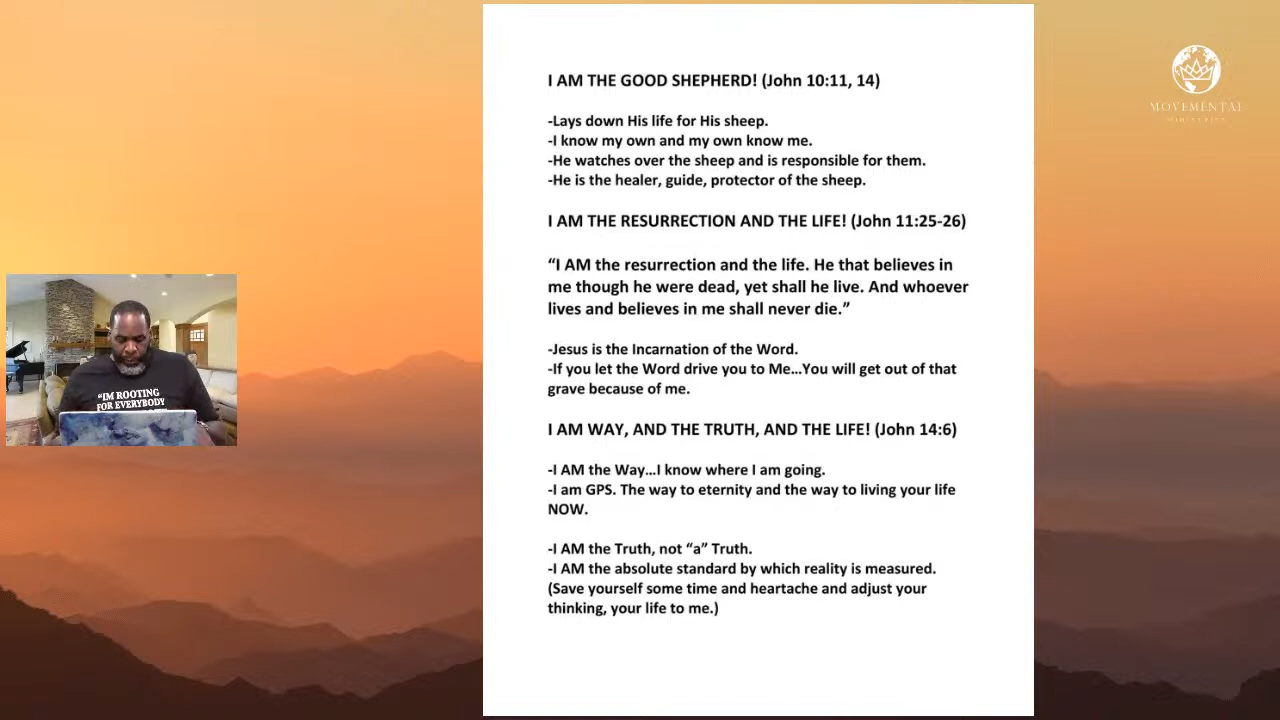 I AM THE GOOD SHEPHERD! (John 10:11, 14)
-Lays down His life for His sheep.
-I know my own and my own know me.
-He watches over the sheep and is responsible for them.
-He is the healer, guide, protector of the sheep.
I AM THE RESURRECTION AND THE LIFE! (John 11:25-26)
“I AM the resurrection and the life. He that believes in
me though he were dead, yet shall he live. And whoever
lives and believes in me shall never die.”
-Jesus is the Incarnation of the Word.
-If you let the Word drive you to Me…You will get out of that
grave because of me.
I AM WAY, AND THE TRUTH, AND THE LIFE! (John 14:6)
-I AM the Way…I know where I am going.
-I am GPS. The way to eternity and the way to living your life
NOW.
-I AM the Truth, not “a” Truth.
-I AM the absolute standard by which reality is measured.
(Save yourself some time and heartache and adjust your
thinking, your life to me.)
MOVEMENTAL
“IM ROOTING
FOR EVERYBODY